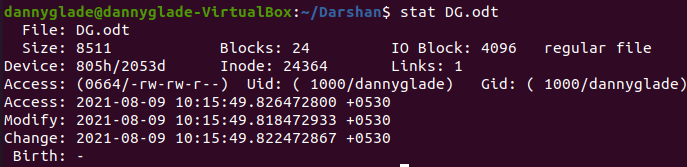 dannyglade@dannyglade-VirtualBox:~/Darshan$ stat DG.odt
  File: DG.odt
  Size: 8511            Blocks: 24         IO Block: 4096   regular file
Device: 805h/2053d      Inode: 24364       Links: 1
Access: (0664/-rw-rw-r--)  Uid: ( 1000/dannyglade)   Gid: ( 1000/dannyglade)
Access: 2021-08-09 10:15:49.826472800 +0530
Modify: 2021-08-09 10:15:49.818472933 +0530
Change: 2021-08-09 10:15:49.822472867 +0530
 Birth: -